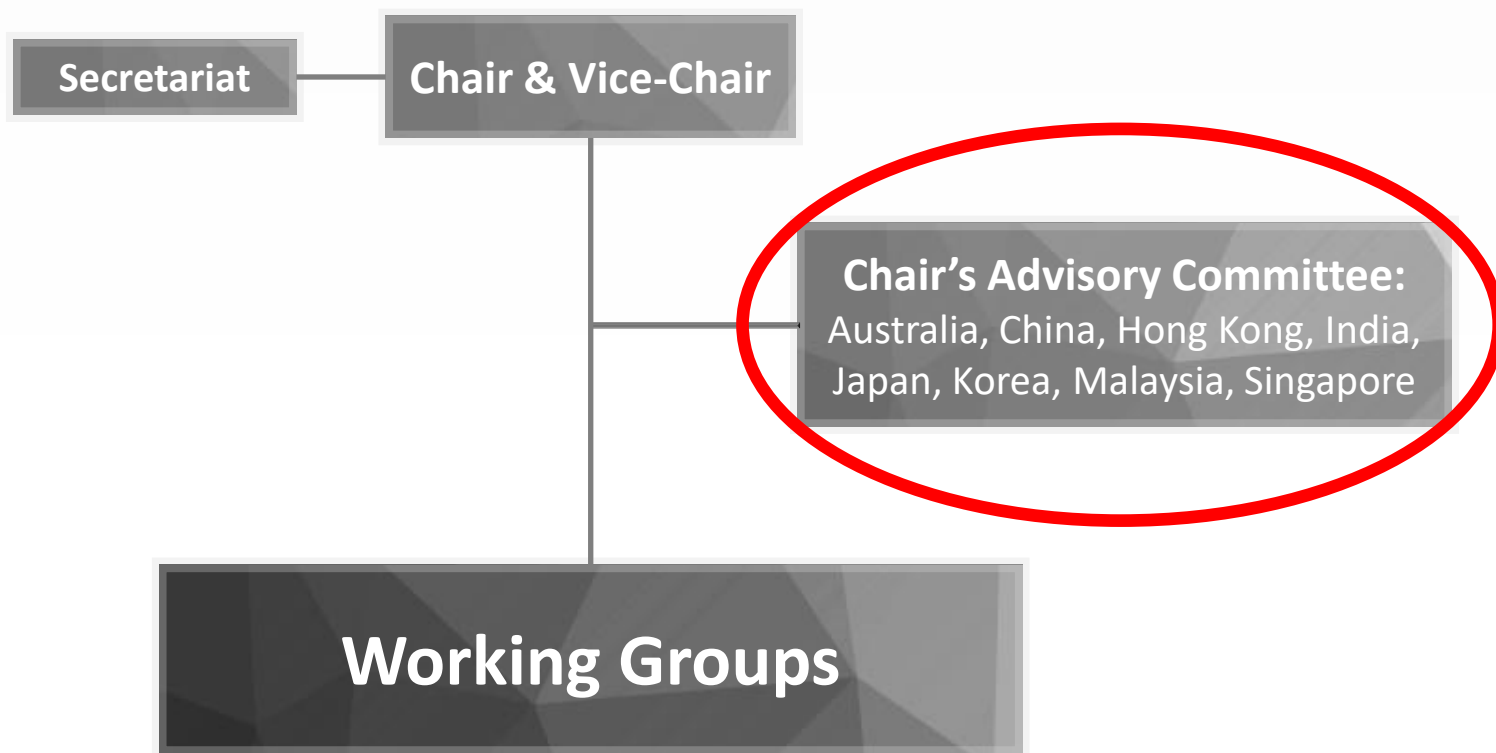 Secretariat
Chair & Vice-Chair
Chair’s Advisory Committee:
Australia, China, Hong Kong, India,
Japan, Korea, Malaysia, Singapore
Working Groups